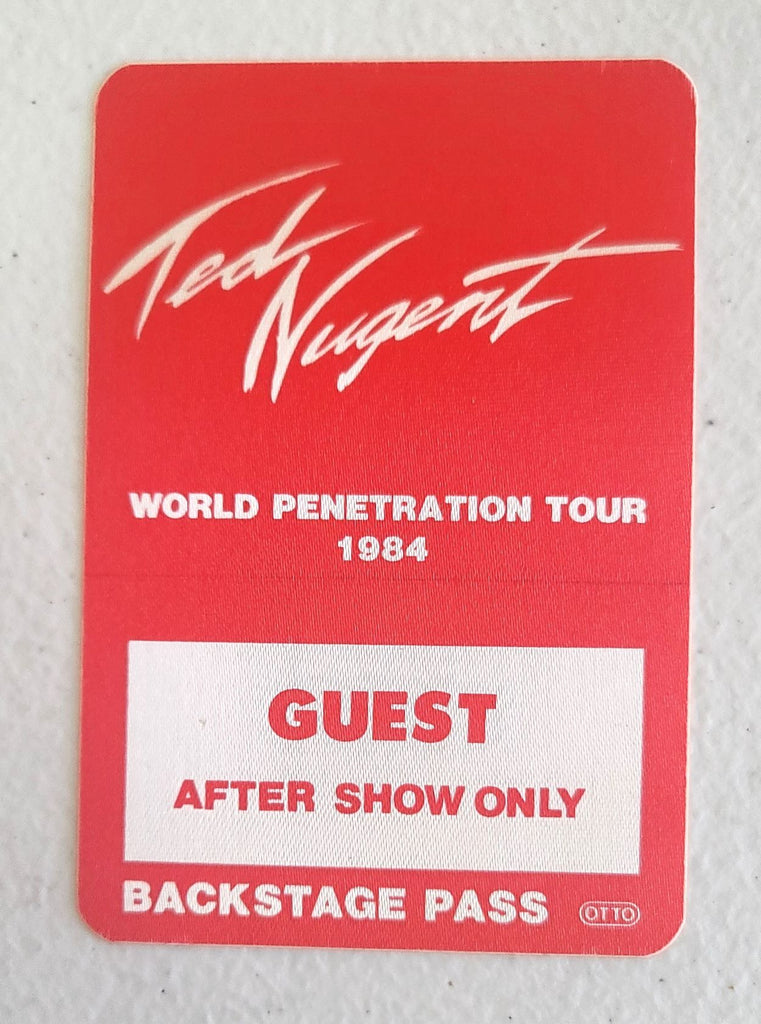 Ted
Nugent
WORLD PENETRATION TOUR
1984
GUEST
AFTER SHOW ONLY
BACKSTAGE PASS
OTTO